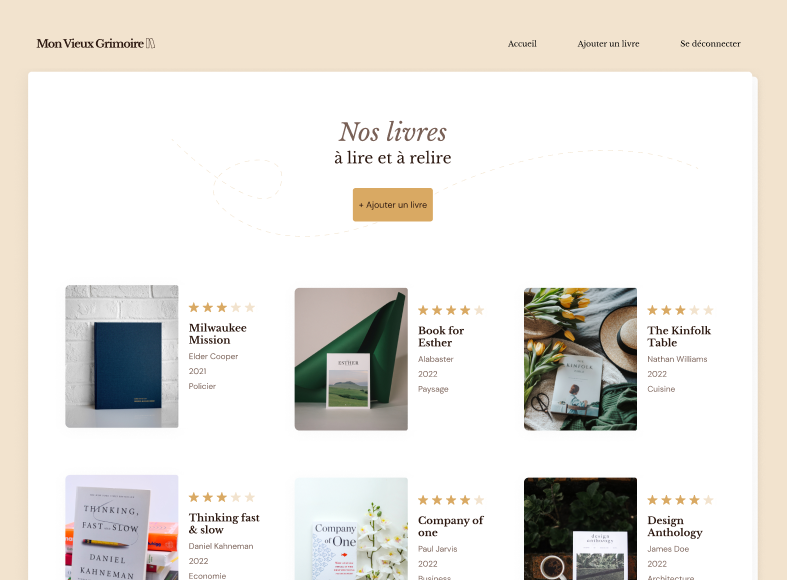 Mon Vieux Grimoire
Accueil
Ajouter un livre
Se déconnecter
Nos livres
à lire et à relire
+ Ajouter un livre
Milwaukee
Mission
Elder Cooper
2021
Policier
Book for
Esther
Alabaster
2022
Paysage
ESTHER
The Kinfolk
Table
Nathan Williams
2022
Cuisine
KINFOLK
THINKING,
FAST AND SLOW
DANIEL
KAHNEMAN
Thinking fast
& slow
Daniel Kahneman
2022
Economie
Company
of One
Company of
one
Paul Jarvis
2022
Business
design
anthology
Design
Anthology
James Doe
2022
Architecture